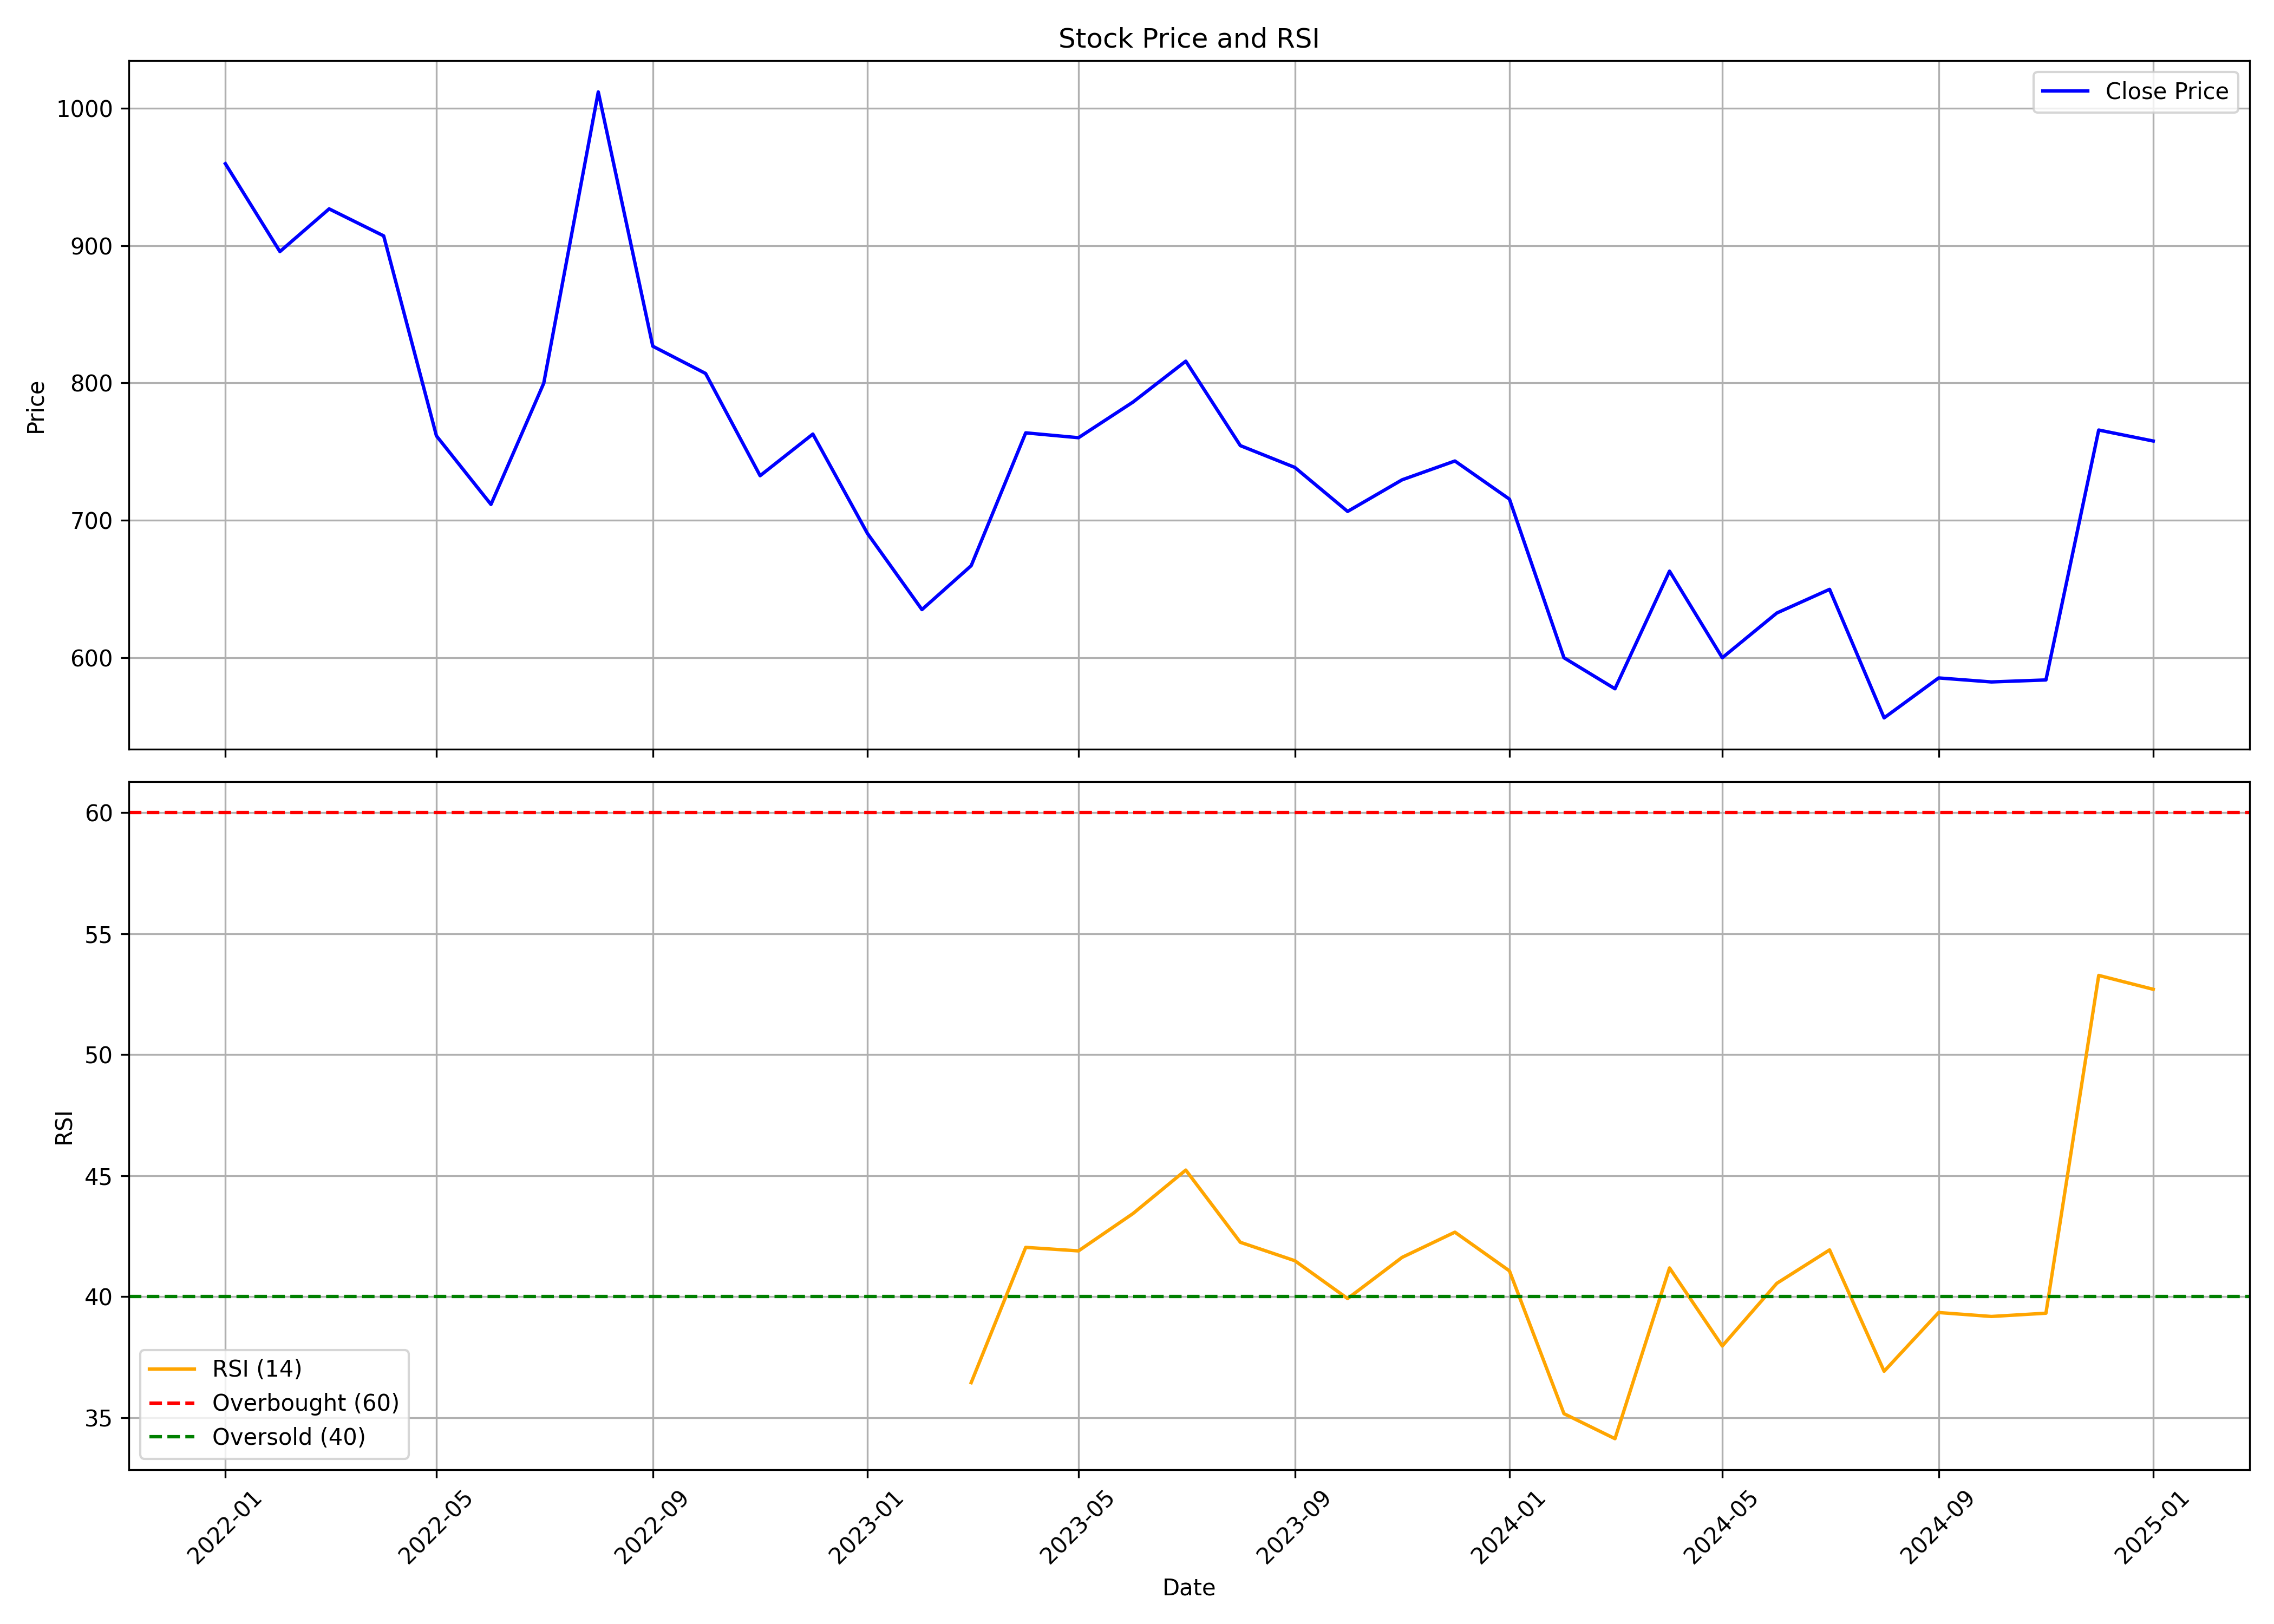 Stock Price and RSI
Close Price
1000
900
800
700
600
Price
60
55
50
45
40
35
RSI
RSI (14)
Overbought (60)
Oversold (40)
2022-01
2022-05
2022-09
2023-01
2023-05
2023-09
2024-01
2024-05
2024-09
2025-01
Date